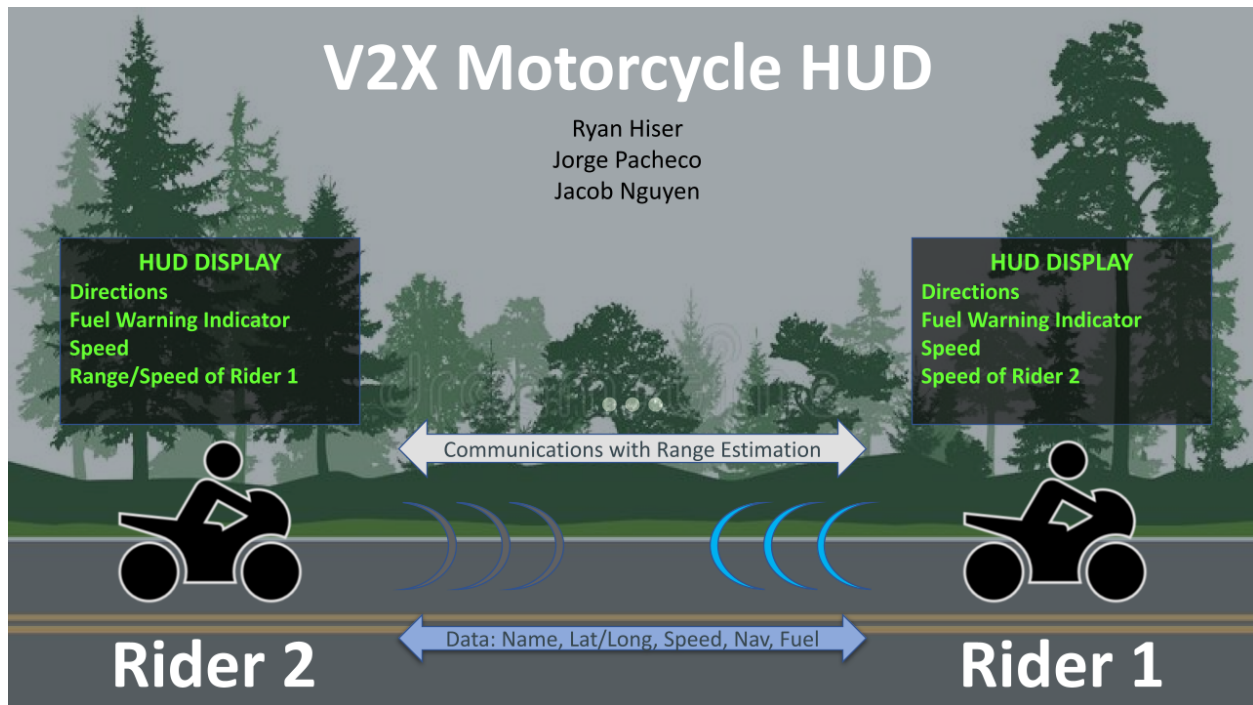 V2X Motorcycle HUD
Ryan Hiser
Jorge Pacheco
Jacob Nguyen
HUD DISPLAY
Directions
Fuel Warning Indicator
Speed
Range/Speed of Rider 1
HUD DISPLAY
Directions
Fuel Warning Indicator
Speed
Speed of Rider 2
Communications with Range Estimation
Data: Name, Lat/Long, Speed, Nav, Fuel
Rider 2
Rider 1